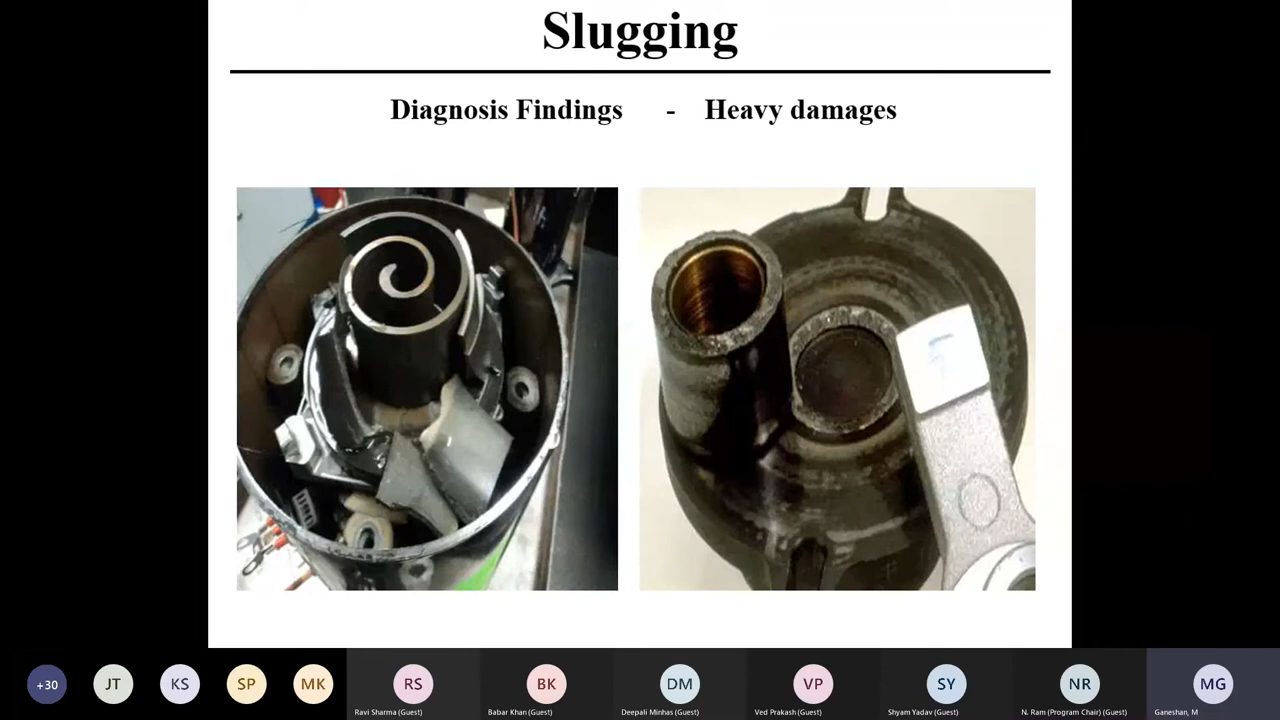 Slugging
Diagnosis Findings - Heavy damages
+30
JT
KS
SP
MK
RS
BK
DM
VP
SY
NR
MG
Ravi Sharma (Guest)
Babar Khan (Guest)
Deepali Minhas (Guest)
Ved Prakash (Guest)
Shyam Yadav (Guest)
N. Ram (Program Chair) (Guest)
Ganeshan, M